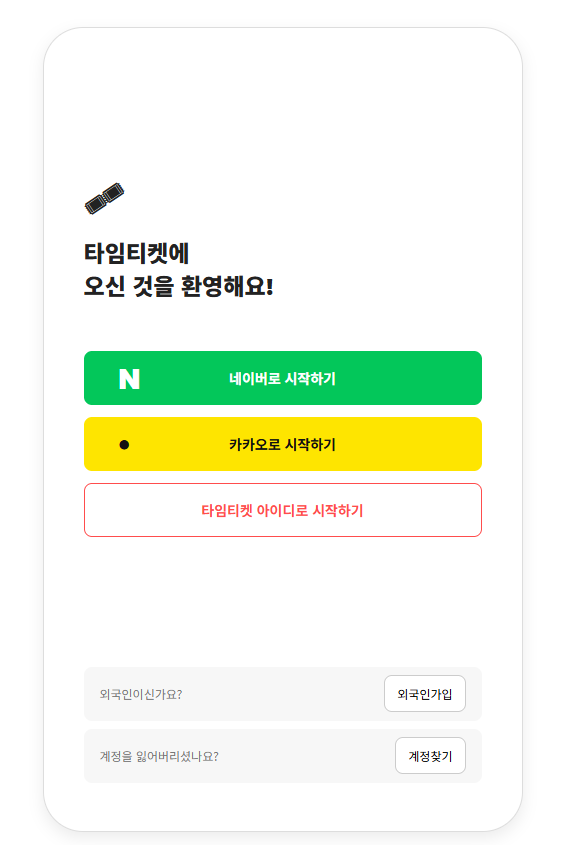 타임티켓에
오신 것을 환영해요!
N 네이버로 시작하기
카카오로 시작하기
타임티켓 아이디로 시작하기
외국인이신가요? 외국인가입
계정을 잃어버리셨나요? 계정찾기